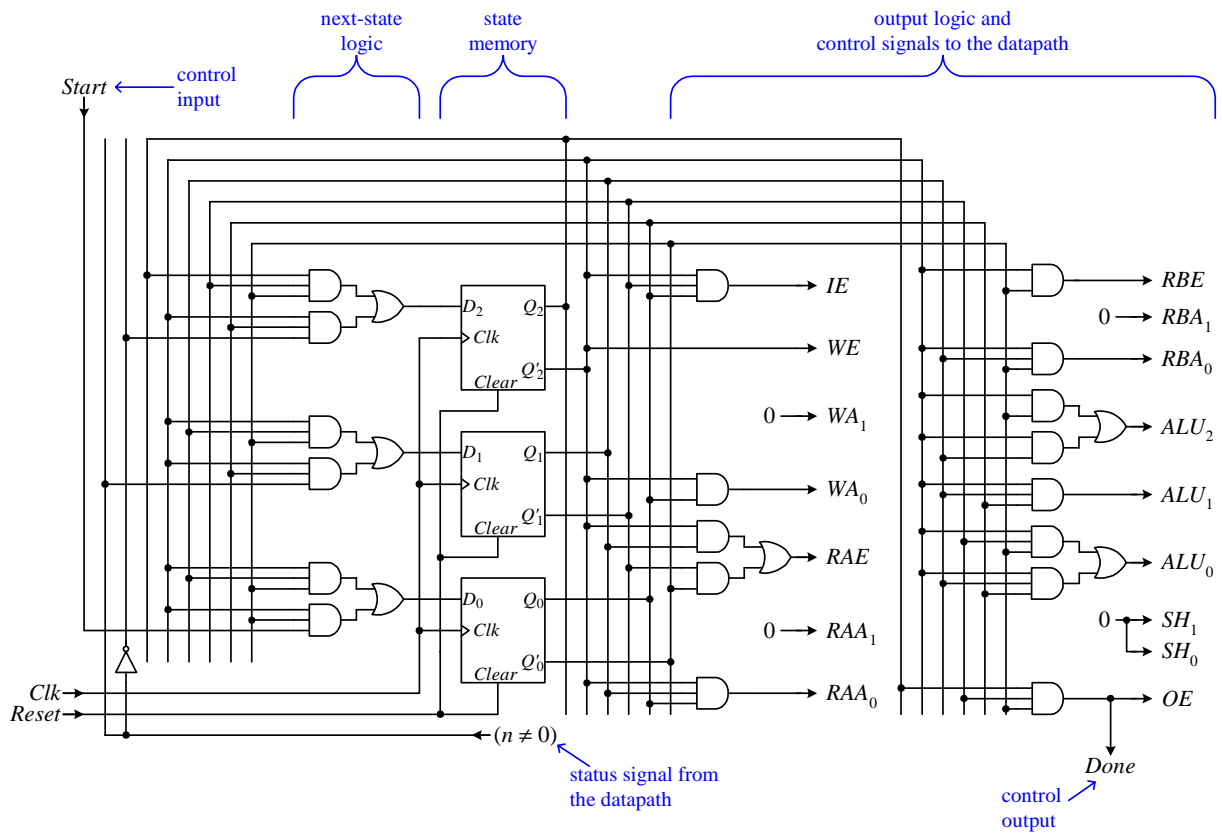 next-state
logic
state
memory
output logic and
control signals to the datapath
Start
control
input
D₂ Q₂
Clk
Q'₂
Clear
D₁ Q₁
Clk
Q'₁
Clear
D₀ Q₀
Clk
Q'₀
Clear
Clk
Reset
(n ≠ 0)
status signal from
the datapath
IE
WE
0 WA₁
WA₀
RAE
0 RAA₁
RAA₀
RBE
0 RBA₁
RBA₀
ALU₂
ALU₁
ALU₀
0 SH₁
SH₀
OE
Done
control
output